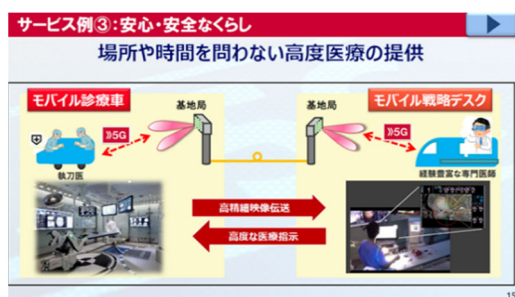 サービス例③:安心・安全なくらし
場所や時間を問わない高度医療の提供
モバイル診療車
基地局
基地局
モバイル戦略デスク
5G
5G
執刀医
経験豊富な専門医師
高精細映像伝送
高度な医療指示
15